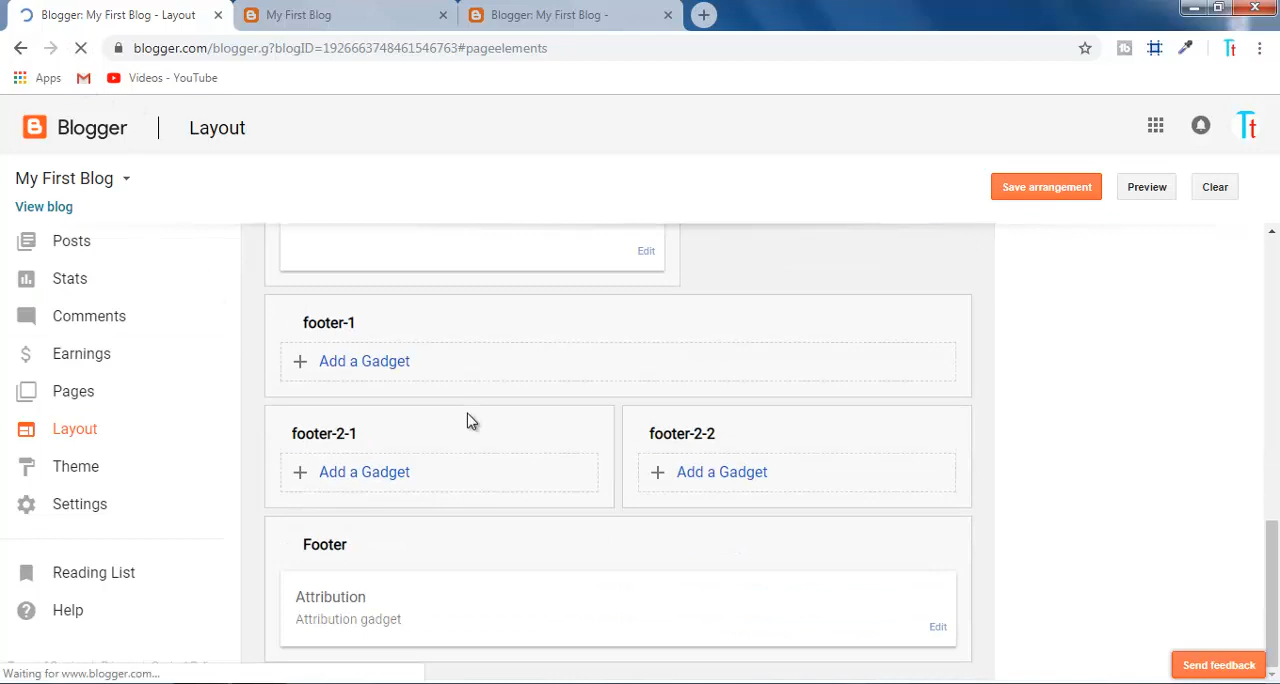 Blogger: My First Blog - Layout
My First Blog
Blogger: My First Blog -
blogger.com/blogger.g?blogID=1926663748461546763#pageelements
Tt
Apps
Videos - YouTube
Blogger
Layout
Tt
My First Blog
View blog
Save arrangement
Preview
Clear
Posts
Stats
Comments
Earnings
Pages
Layout
Theme
Settings
Reading List
Help
Edit
footer-1
Add a Gadget
footer-2-1
Add a Gadget
footer-2-2
Add a Gadget
Footer
Attribution
Attribution gadget
Edit
Waiting for www.blogger.com...
Send feedback